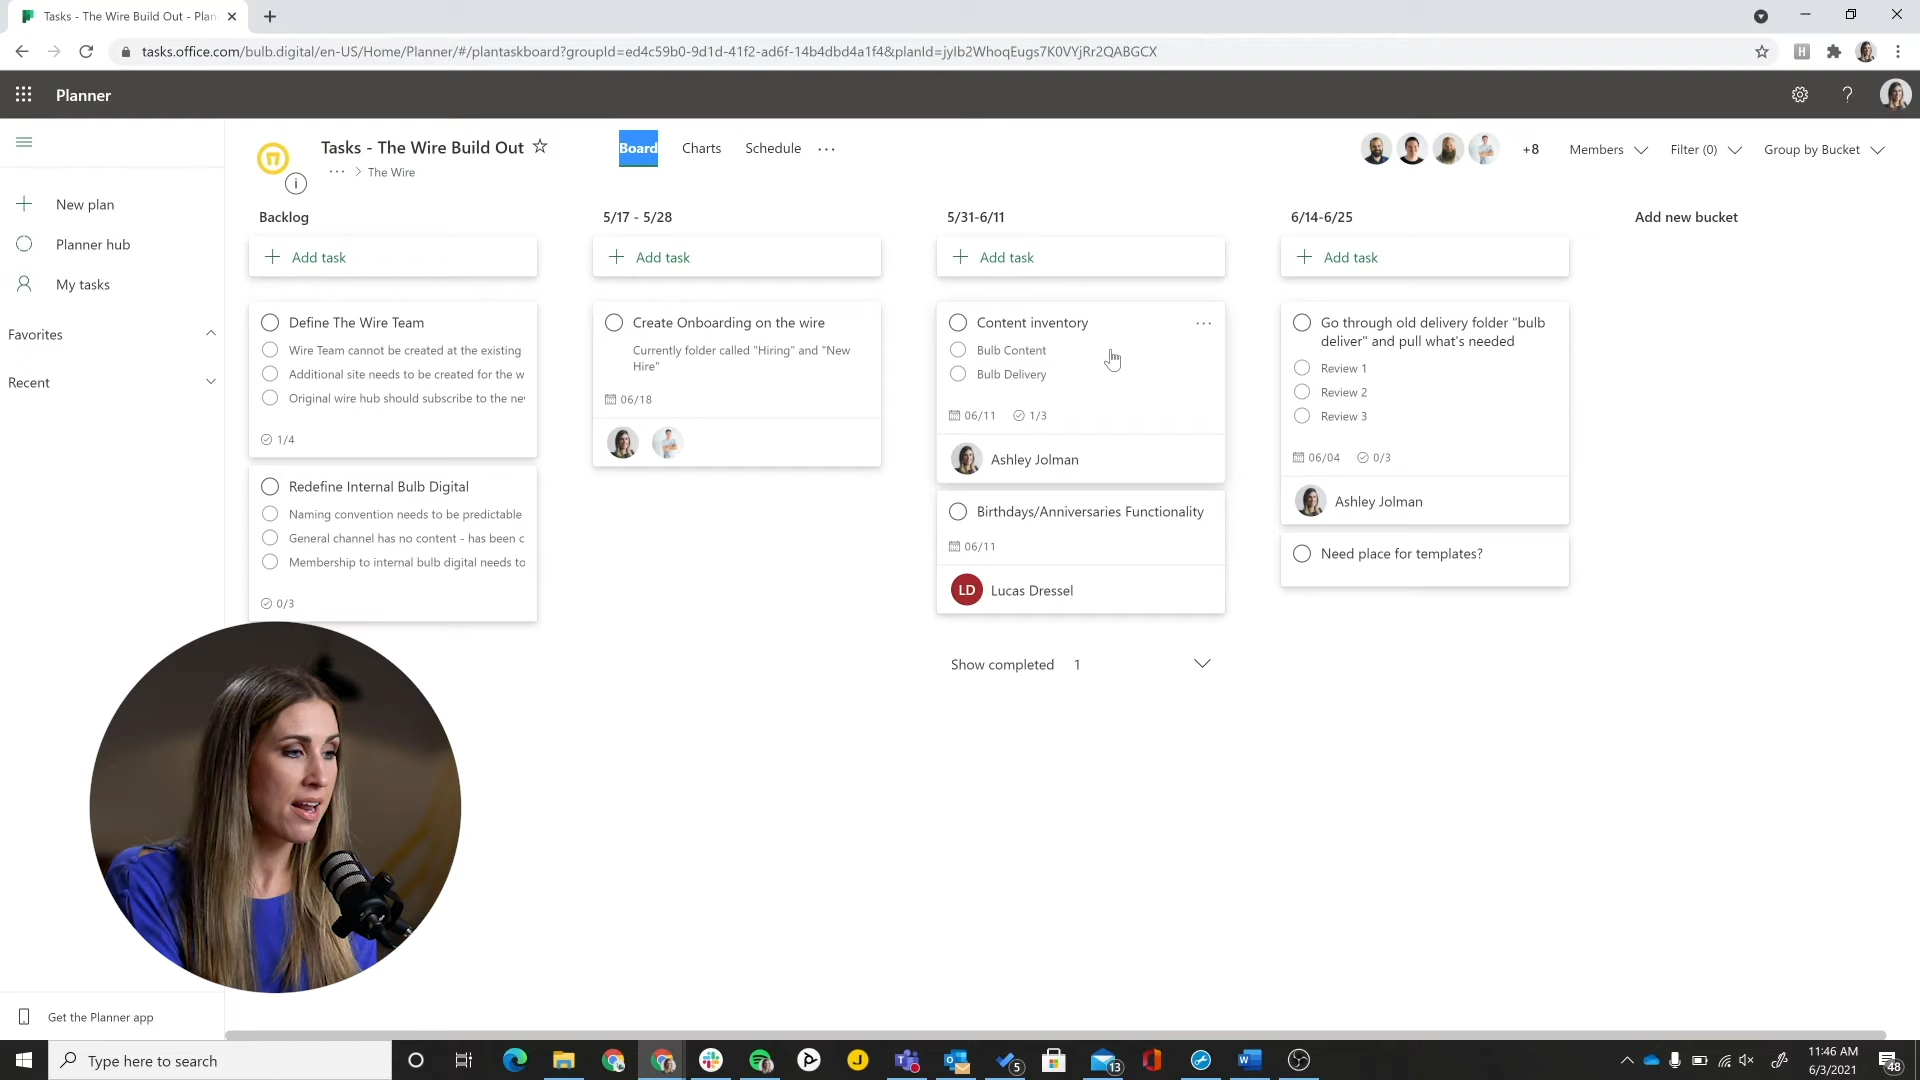 Tasks - The Wire Build Out - Plan
tasks.office.com/bulb.digital/en-US/Home/Planner/#/plantaskboard?groupId=ed4c59b0-9d1d-41f2-ad6f-14b4dbd4a1f4&planId=jyIb2WhoqEugs7K0VYjRr2QABGCX
H
Planner
?
Tasks - The Wire Build Out
Board
Charts
Schedule
+8
Members
Filter (0)
Group by Bucket
The Wire
New plan
Planner hub
My tasks
Favorites
Recent
Backlog
Add task
Define The Wire Team
Wire Team cannot be created at the existing
Additional site needs to be created for the w
Original wire hub should subscribe to the ne
1/4
Redefine Internal Bulb Digital
Naming convention needs to be predictable
General channel has no content - has been c
Membership to internal bulb digital needs to
0/3
5/17 - 5/28
Add task
Create Onboarding on the wire
Currently folder called "Hiring" and "New
Hire"
06/18
5/31-6/11
Add task
Content inventory
Bulb Content
Bulb Delivery
06/11 1/3
Ashley Jolman
Birthdays/Anniversaries Functionality
06/11
LD Lucas Dressel
Show completed 1
6/14-6/25
Add task
Go through old delivery folder "bulb
deliver" and pull what's needed
Review 1
Review 2
Review 3
06/04 0/3
Ashley Jolman
Need place for templates?
Add new bucket
Get the Planner app
Type here to search
5
13
11:46 AM
6/3/2021
48